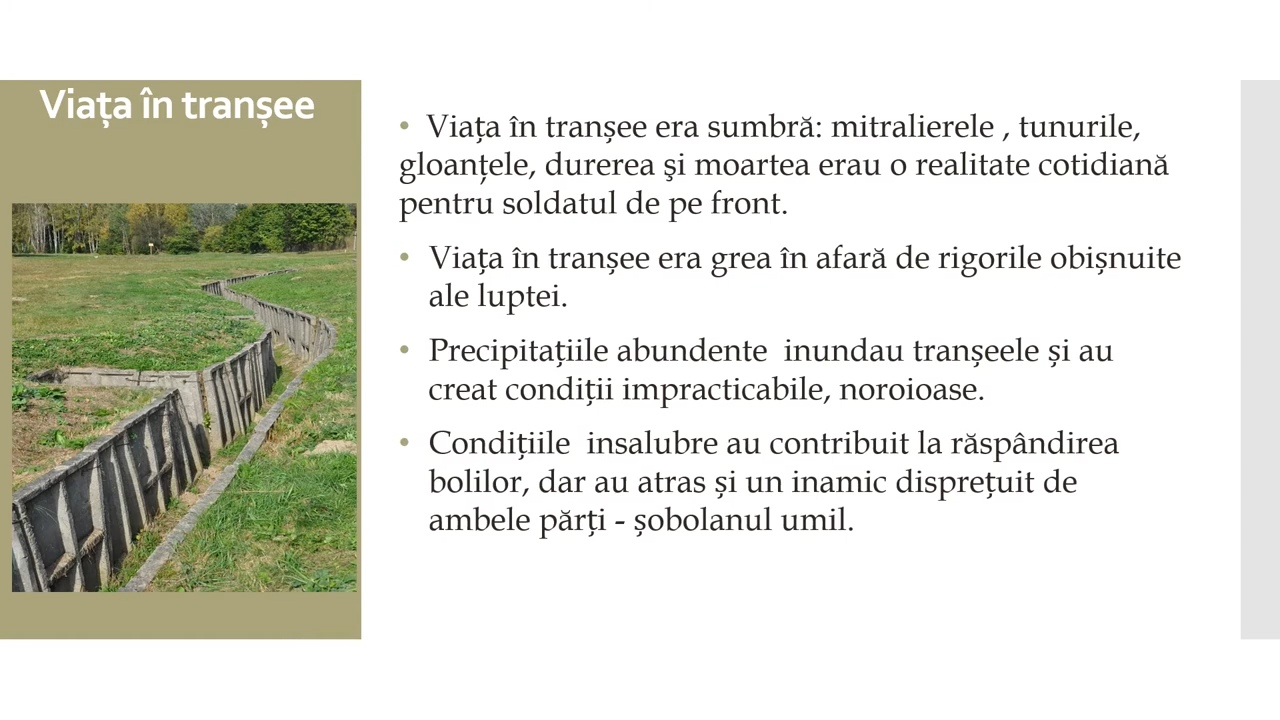 Viața în tranșee
• Viața în tranșee era sumbră: mitralierele , tunurile,
gloanțele, durerea şi moartea erau o realitate cotidiană
pentru soldatul de pe front.
• Viața în tranșee era grea în afară de rigorile obișnuite
ale luptei.
• Precipitațiile abundente  inundau tranșeele și au
creat condiții impracticabile, noroioase.
• Condițiile  insalubre au contribuit la răspândirea
bolilor, dar au atras și un inamic disprețuit de
ambele părți - șobolanul umil.